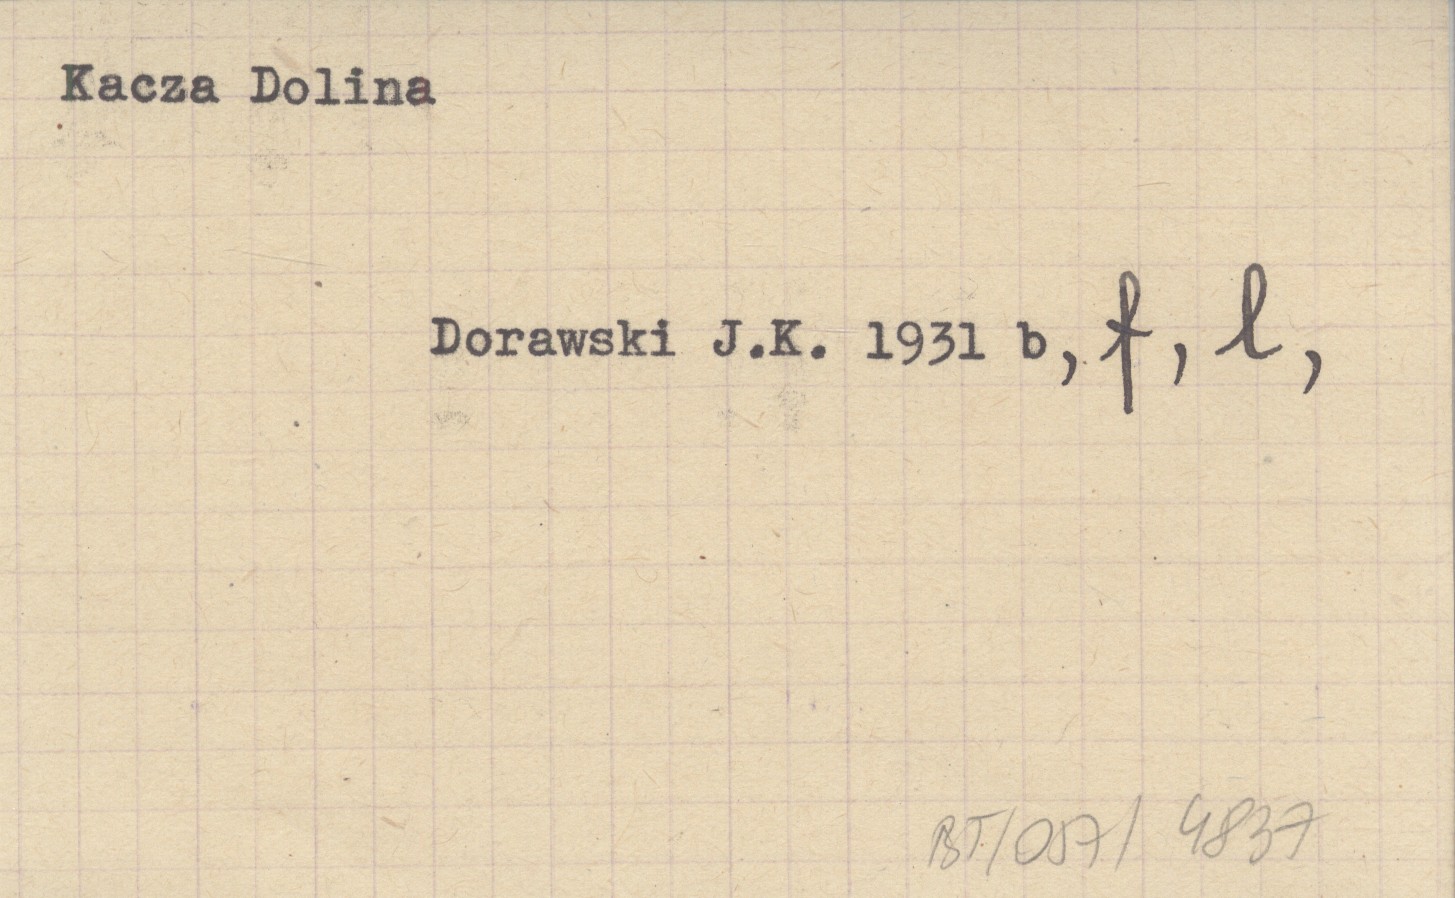 Kacza Dolina
Dorawski J.K. 1931 b, f, l,
BT/057/ 4837